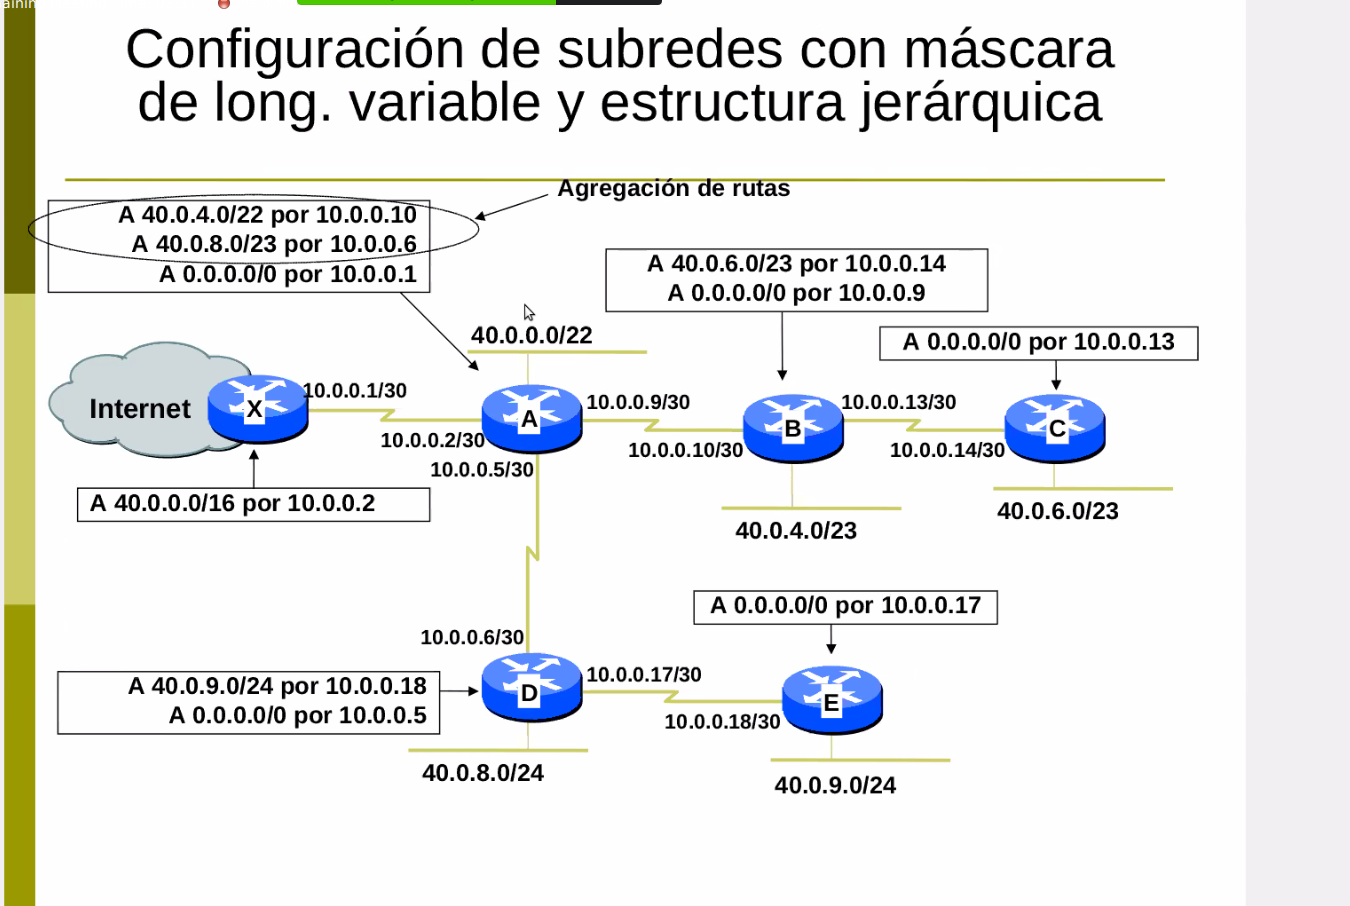 Configuración de subredes con máscara
de long. variable y estructura jerárquica
Agregación de rutas
A 40.0.4.0/22 por 10.0.0.10
A 40.0.8.0/23 por 10.0.0.6
A 0.0.0.0/0 por 10.0.0.1
A 40.0.6.0/23 por 10.0.0.14
A 0.0.0.0/0 por 10.0.0.9
A 0.0.0.0/0 por 10.0.0.13
40.0.0.0/22
Internet
X
10.0.0.1/30
10.0.0.2/30
A
10.0.0.5/30
10.0.0.9/30
10.0.0.10/30
B
10.0.0.13/30
10.0.0.14/30
C
A 40.0.0.0/16 por 10.0.0.2
40.0.4.0/23
40.0.6.0/23
A 0.0.0.0/0 por 10.0.0.17
10.0.0.6/30
A 40.0.9.0/24 por 10.0.0.18
A 0.0.0.0/0 por 10.0.0.5
D
10.0.0.17/30
10.0.0.18/30
E
40.0.8.0/24
40.0.9.0/24